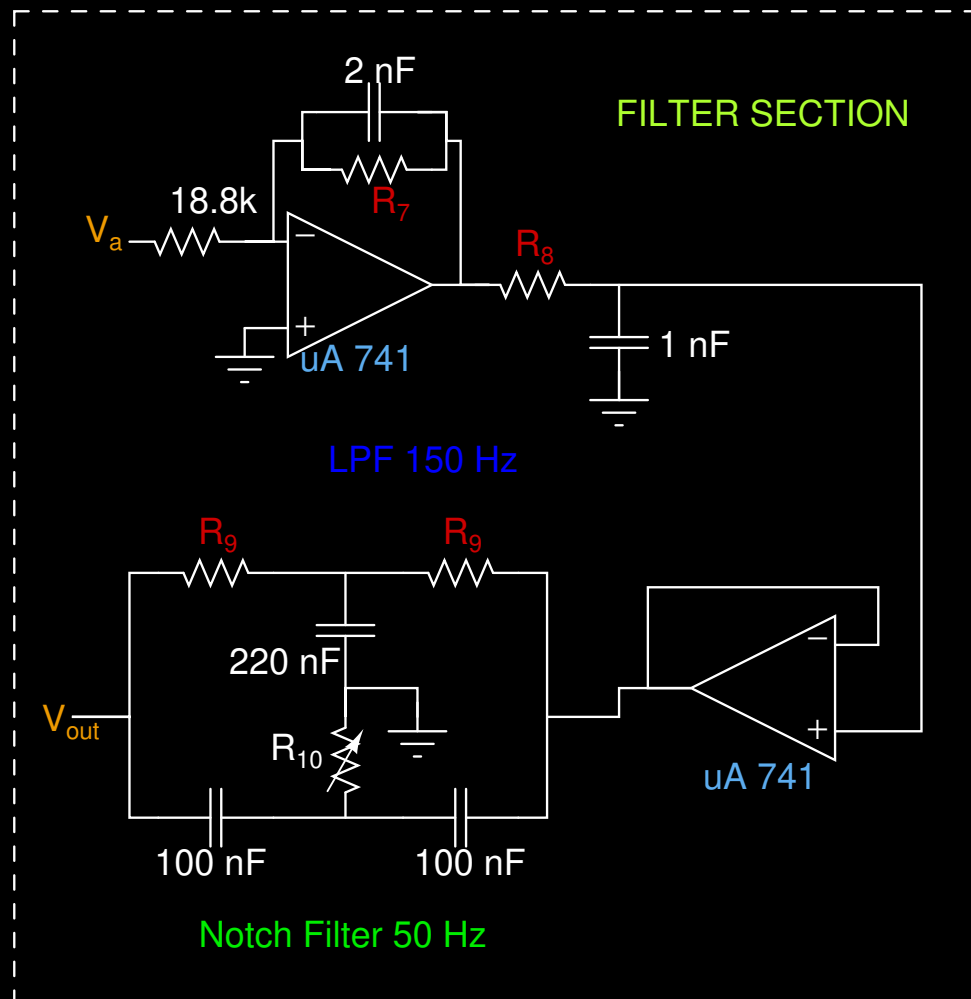 2 nF
FILTER SECTION
R7
18.8k
Va
R8
−
+
uA 741
1 nF
LPF 150 Hz
R9
R9
220 nF
−
Vout
R10
+
uA 741
100 nF
100 nF
Notch Filter 50 Hz